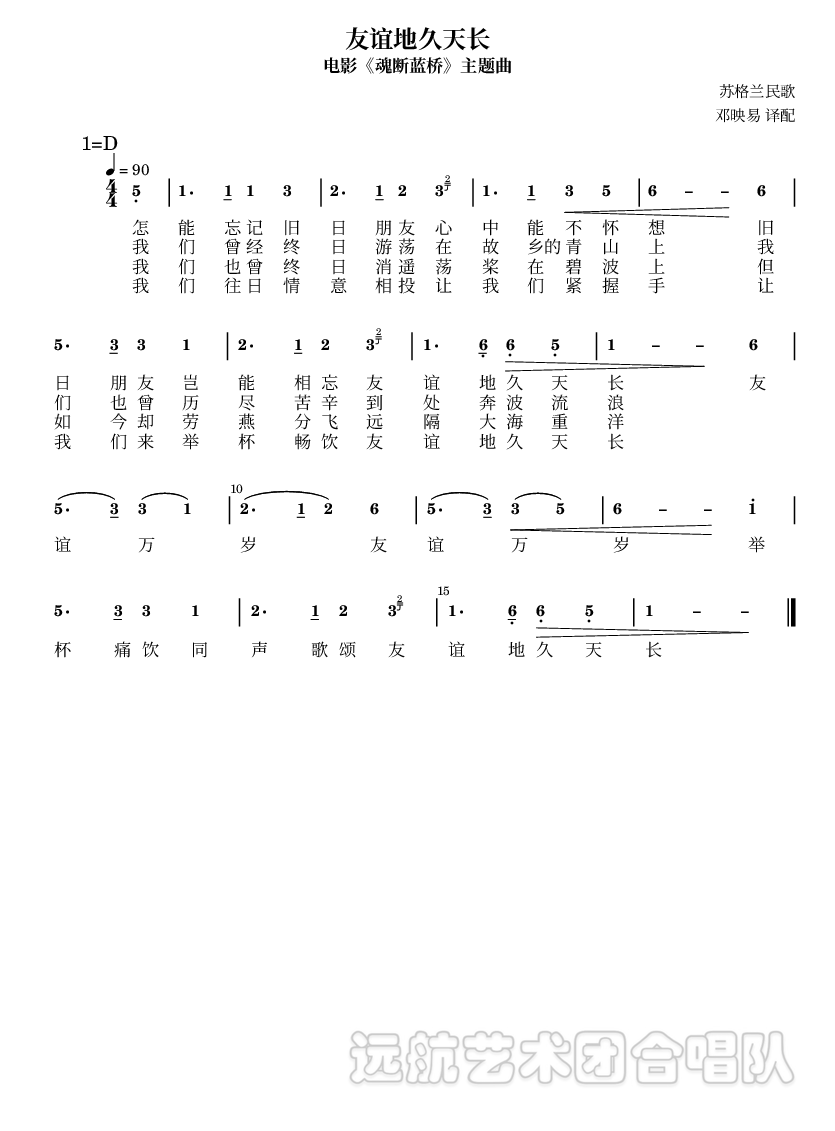 友谊地久天长
电影《魂断蓝桥》主题曲
苏格兰民歌
邓映易 译配
1=D
♩= 90
4/4 5̣ | 1· 1 1 3 | 2· 1 2 3 2 | 1· 1 3 5 | 6 – – 6 |
怎 能 忘 记 旧 日 朋 友 心 中 能 不 怀 想 旧
我 们 曾 经 终 日 游 荡 在 故 乡 的 青 山 上 我
我 们 也 曾 终 日 消 遥 荡 桨 在 碧 波 上 但
我 们 往 日 情 意 相 投 让 我 们 紧 握 手 让
5· 3 3 1 | 2· 1 2 3 2 | 1· 6̣ 6̣ 5̣ | 1 – – 6 |
日 朋 友 岂 能 相 忘 友 谊 地 久 天 长 友
们 也 曾 历 尽 苦 辛 到 处 奔 波 流 浪
如 今 却 劳 燕 分 飞 远 隔 大 海 重 洋
我 们 来 举 杯 畅 饮 友 谊 地 久 天 长
10
5· 3 3 1 | 2· 1 2 6 | 5· 3 3 5 | 6 – – 1̇ |
谊 万 岁 友 谊 万 岁 举
15
5· 3 3 1 | 2· 1 2 3 2 | 1· 6̣ 6̣ 5̣ | 1 – – ‖
杯 痛 饮 同 声 歌 颂 友 谊 地 久 天 长
远航艺术团合唱队